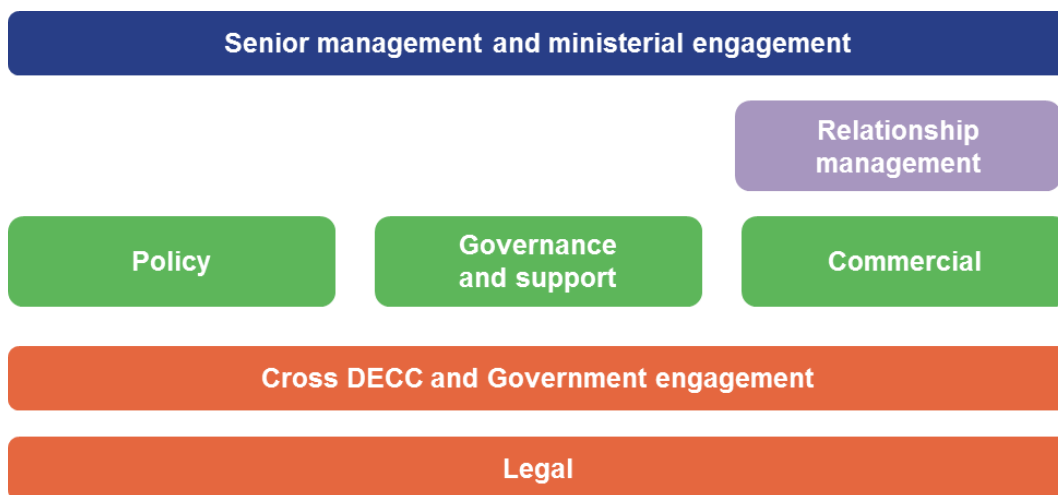 Senior management and ministerial engagement
Relationship
management
Policy
Governance
and support
Commercial
Cross DECC and Government engagement
Legal